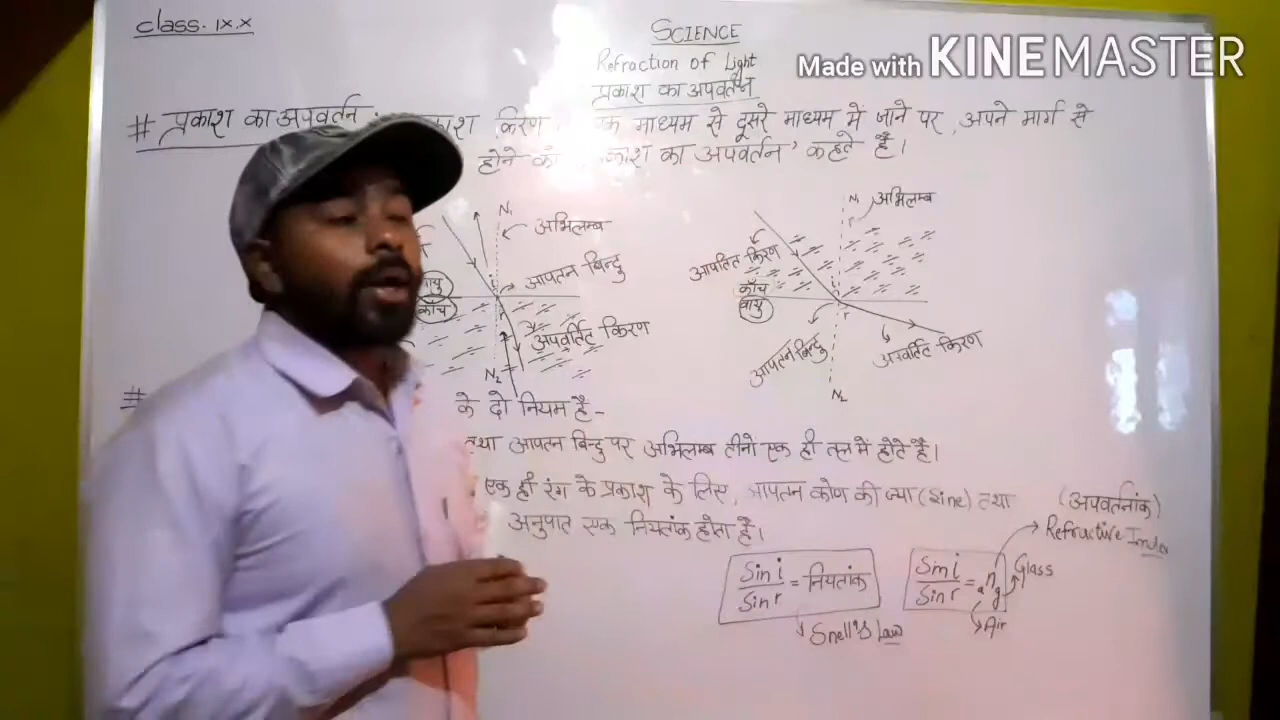 class. IX.X
SCIENCE
Made with KINEMASTER
Refraction of Light
प्रकाश का अपवर्तन
# प्रकाश का अपवर्तन : किरण माध्यम से दूसरे माध्यम में जाने पर, अपने मार्ग से
होने को प्रकाश का अपवर्तन' कहते हैं।
N₁
अभिलम्ब
आपतन बिन्दु
वायु
काँच
i
r
अपवर्तित किरण
N₂
N₁
अभिलम्ब
आपतित किरण
काँच
वायु
r
आपतन बिन्दु
अपवर्तित किरण
N₂
#
के दो नियम है-
तथा आपतन बिन्दु पर अभिलम्ब तीनो एक ही तल में होते है।
एक ही रंग के प्रकाश के लिए, आपतन कोण की ज्या (Sine) तथा
अनुपात एक नियतांक होता है।
(अपवर्तनांक)
Refractive Index
Sin i / Sin r = नियतांक
Snell's Law
Sin i / Sin r = ₐn₉
Glass
Air